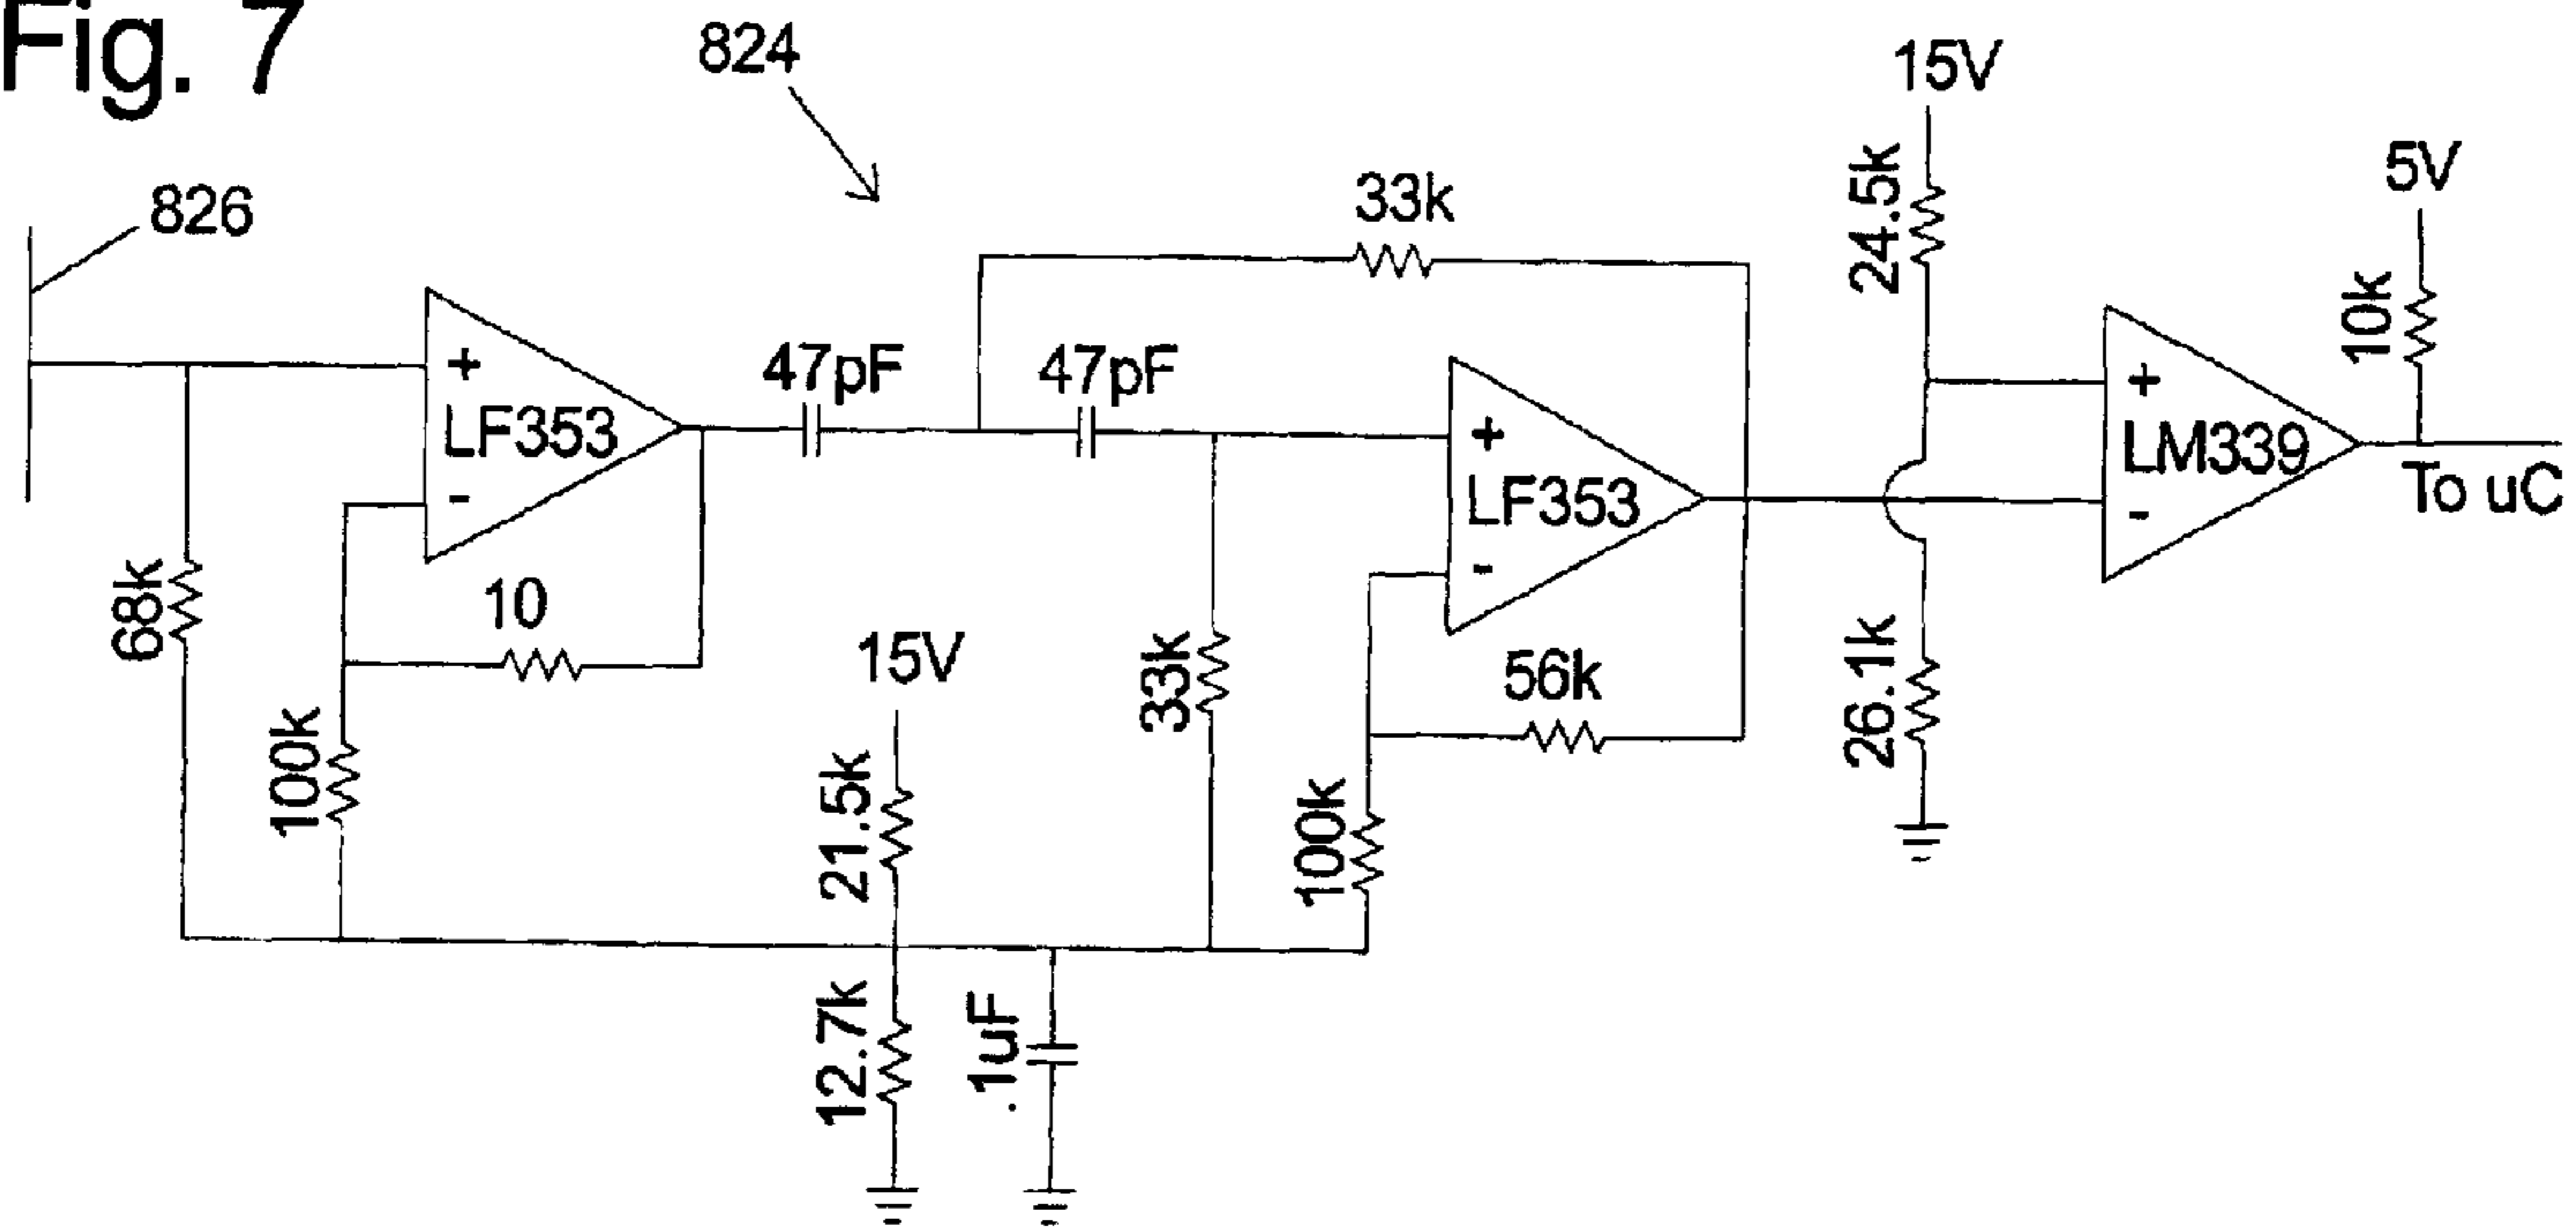 Fig. 7
824
826
15V
24.5k
5V
10k
33k
+
LF353
-
47pF
47pF
+
LF353
-
+
LM339
-
To uC
68k
10
100k
15V
21.5k
33k
56k
100k
26.1k
12.7k
.1uF